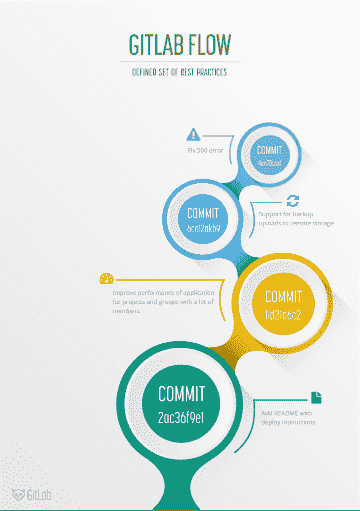 GITLAB FLOW
DEFINED SET OF BEST PRACTICES
COMMIT
Fix 500 error
COMMIT
6ce12ab9
Support for backup
uploads to remote storage
COMMIT
Improve performance of application
for projects and groups with a lot of
members.
COMMIT
2ac36f9e1
Add README with
deploy instructions
GitLab